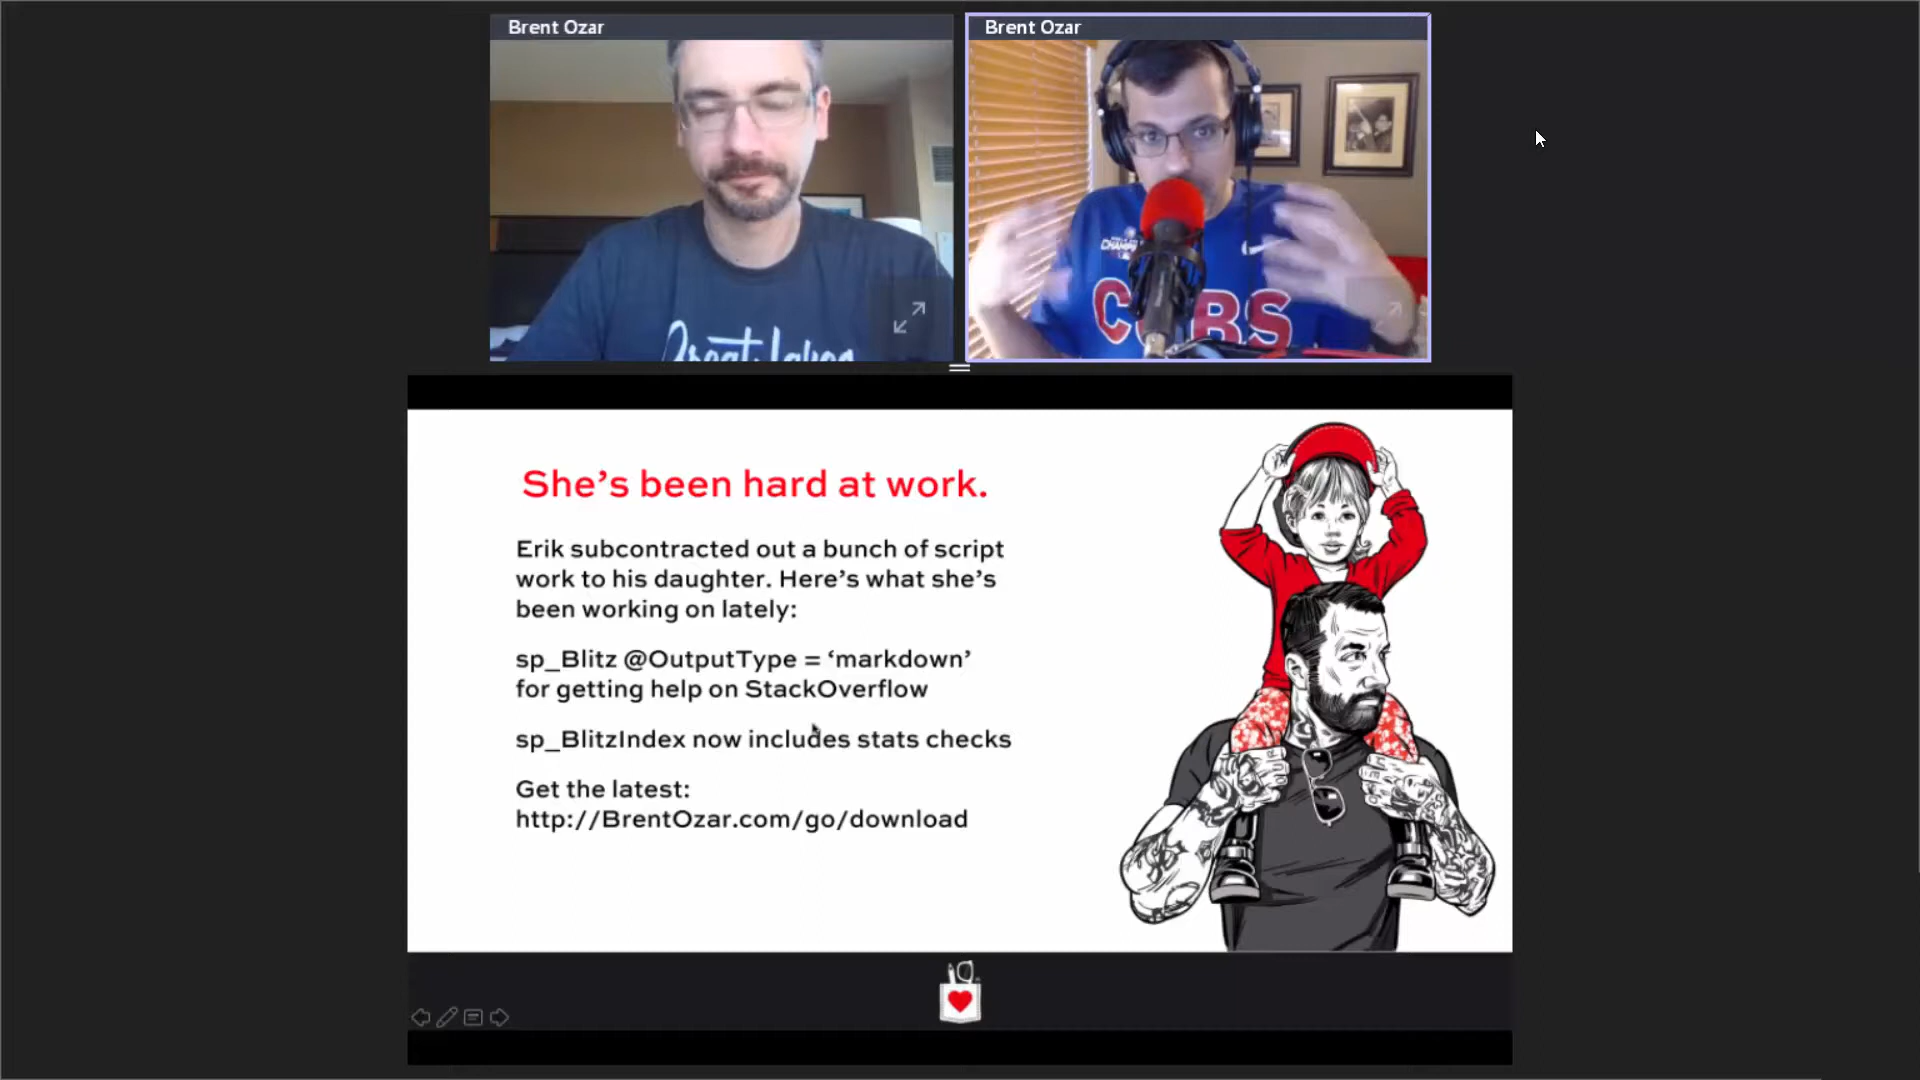 Brent Ozar
Brent Ozar
CUBS
She's been hard at work.
Erik subcontracted out a bunch of script
work to his daughter. Here's what she's
been working on lately:
sp_Blitz @OutputType = ‘markdown’
for getting help on StackOverflow
sp_BlitzIndex now includes stats checks
Get the latest:
http://BrentOzar.com/go/download